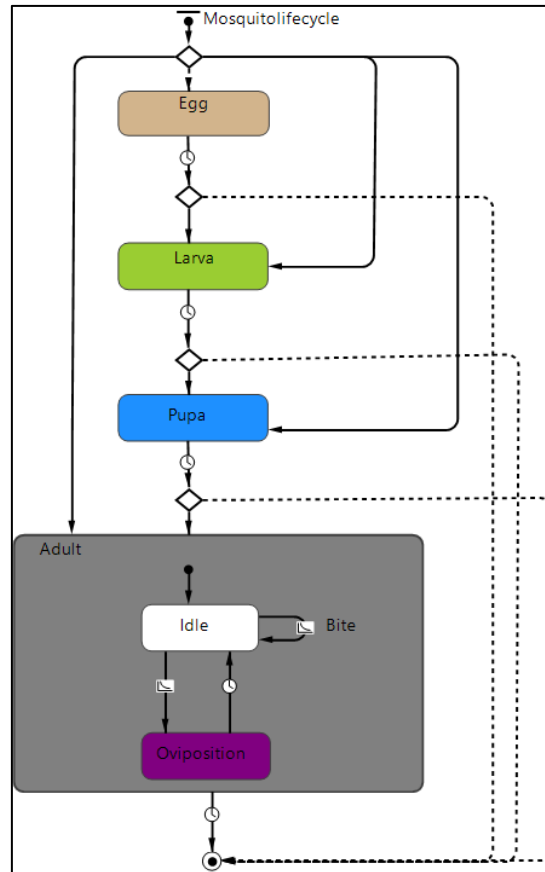 Mosquitolifecycle
Egg
Larva
Pupa
Adult
Idle
Bite
Oviposition